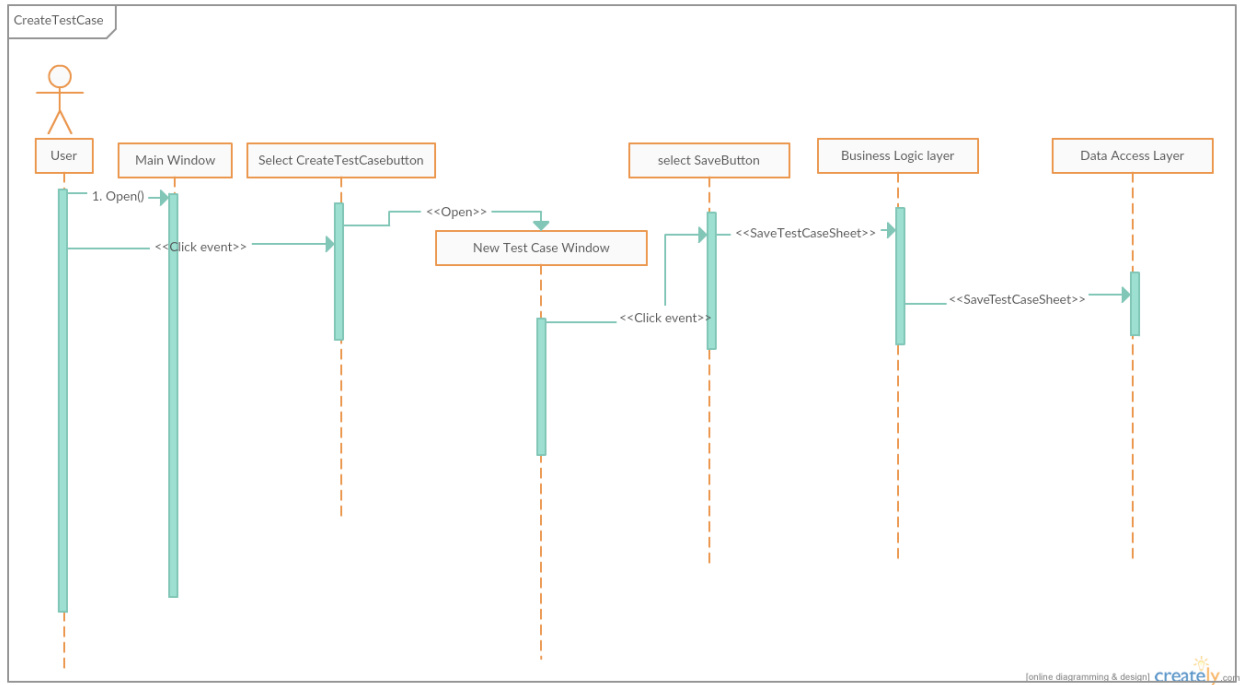 CreateTestCase
User
Main Window
Select CreateTestCasebutton
select SaveButton
Business Logic layer
Data Access Layer
1. Open()
<<Open>>
<<Click event>>
New Test Case Window
<<SaveTestCaseSheet>>
<<SaveTestCaseSheet>>
<<Click event>>
[online diagramming & design] creately.com